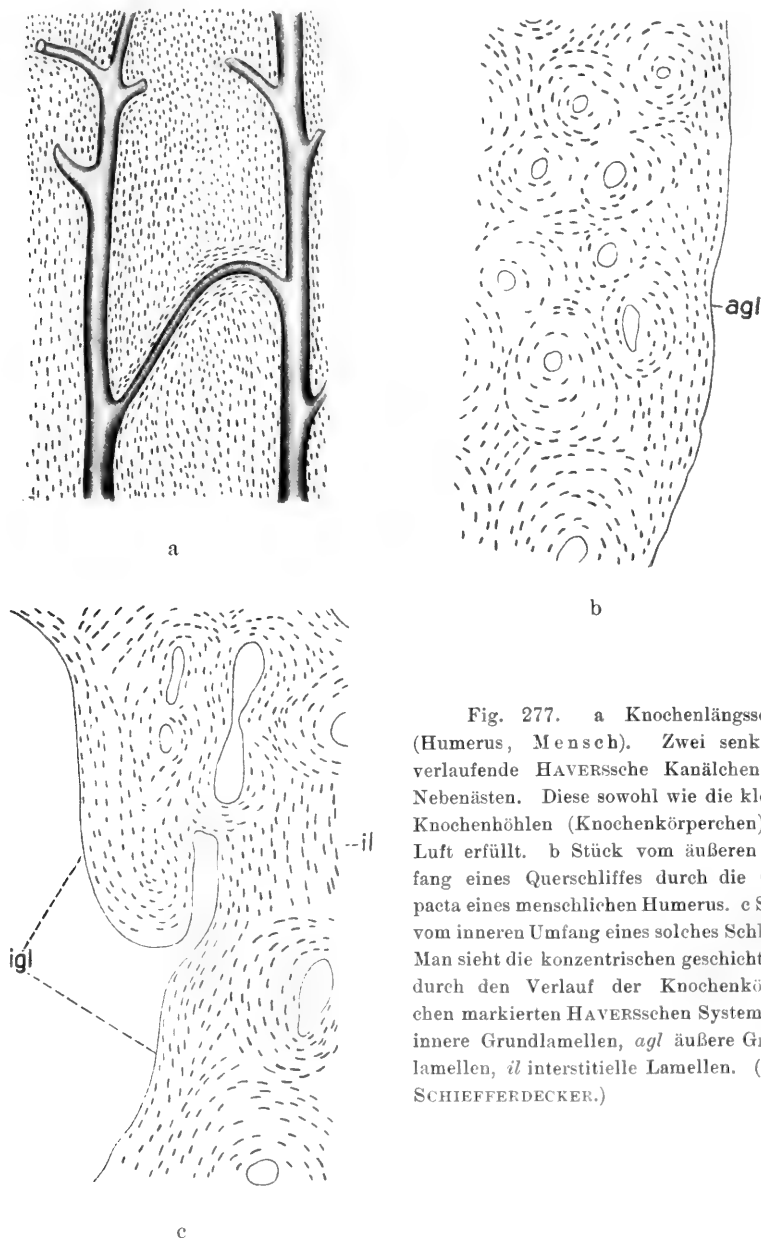 agl
a
b
il
igl
c
Fig. 277. a Knochenlängssc
(Humerus, Mensch). Zwei senk
verlaufende HAVERSsche Kanälchen
Nebenästen. Diese sowohl wie die kle
Knochenhöhlen (Knochenkörperchen)
Luft erfüllt. b Stück vom äußeren
fang eines Querschliffes durch die
pacta eines menschlichen Humerus. c S
vom inneren Umfang eines solches Schl
Man sieht die konzentrischen geschicht
durch den Verlauf der Knochenkö
chen markierten HAVERSschen System
innere Grundlamellen, agl äußere Gr
lamellen, il interstitielle Lamellen. (
SCHIEFFERDECKER.)